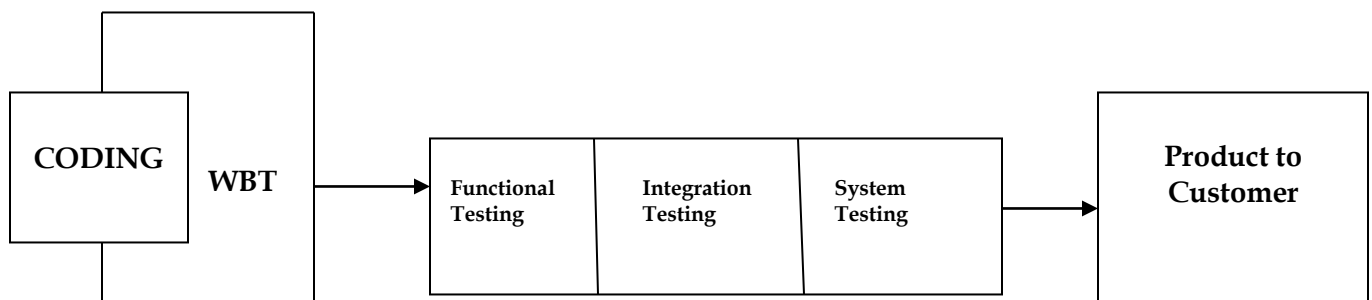 CODING
WBT
Functional
Testing
Integration
Testing
System
Testing
Product to
Customer